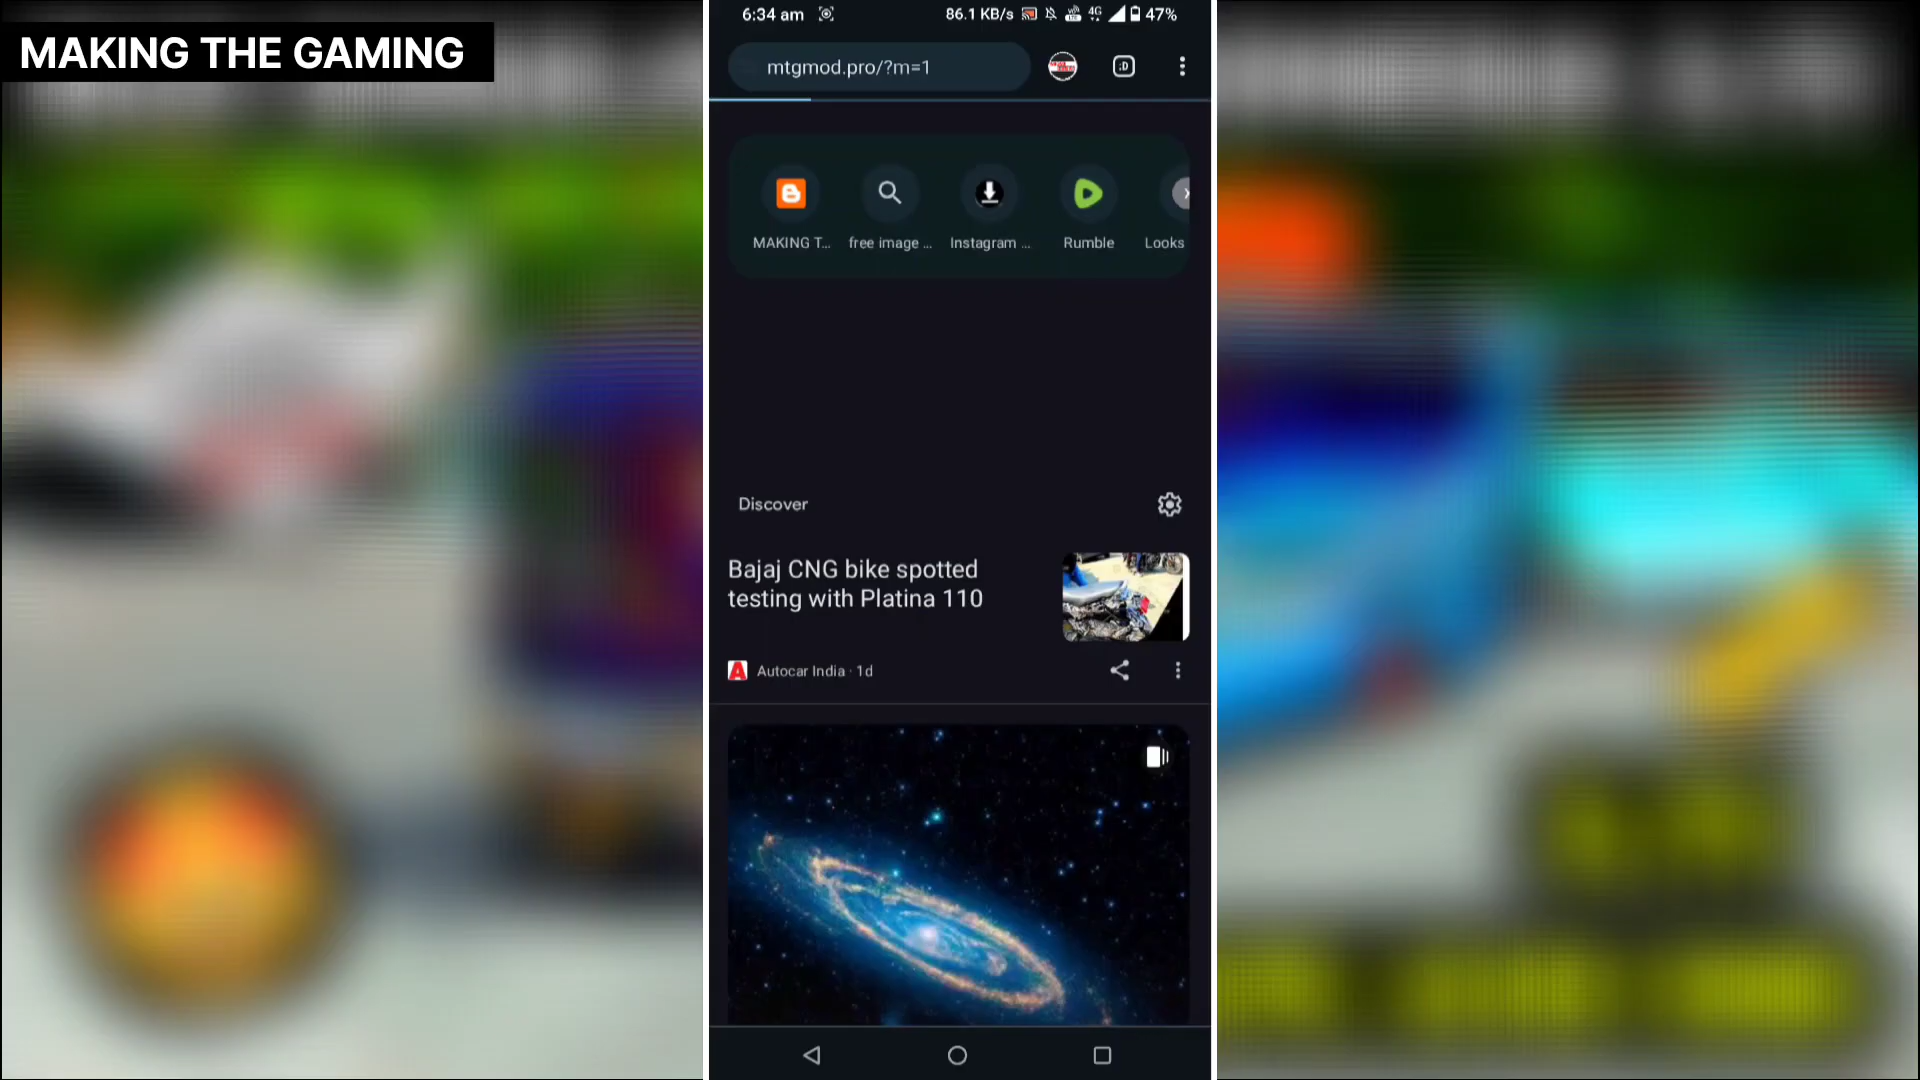 MAKING THE GAMING
6:34 am 86.1 KB/s 4G 47%
mtgmod.pro/?m=1 :D
MAKING T... free image ... Instagram ... Rumble Looks
Discover
Bajaj CNG bike spotted
testing with Platina 110
Autocar India · 1d